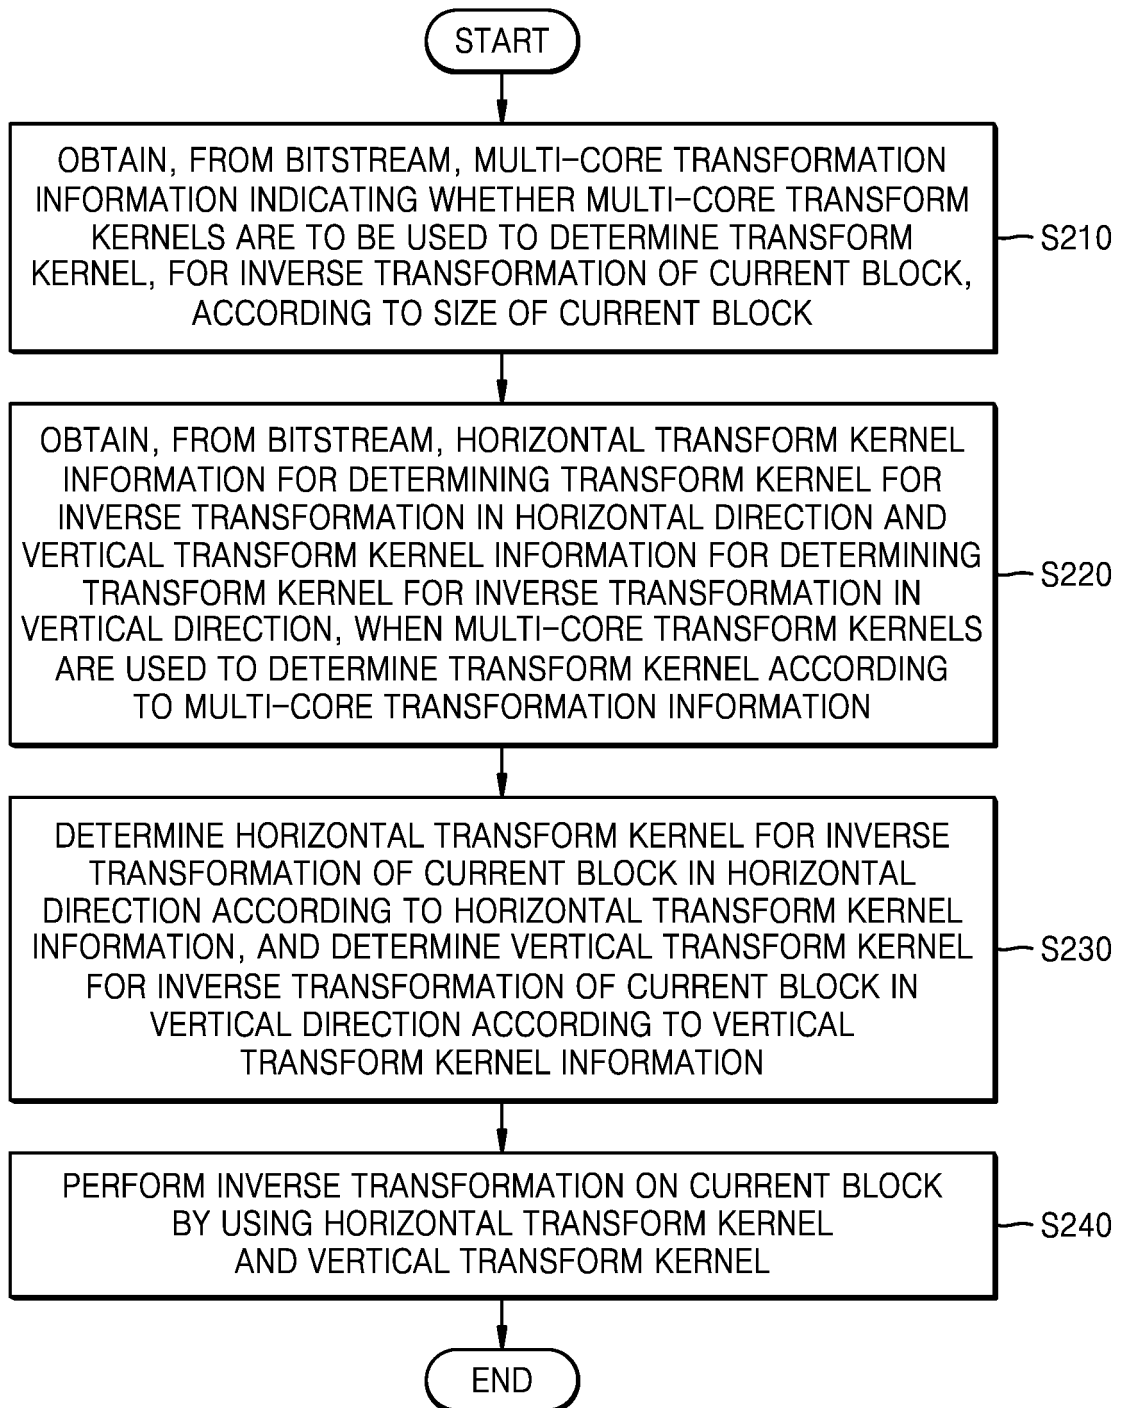 START
OBTAIN, FROM BITSTREAM, MULTI-CORE TRANSFORMATION
INFORMATION INDICATING WHETHER MULTI-CORE TRANSFORM
KERNELS ARE TO BE USED TO DETERMINE TRANSFORM
KERNEL, FOR INVERSE TRANSFORMATION OF CURRENT BLOCK,
ACCORDING TO SIZE OF CURRENT BLOCK
S210
OBTAIN, FROM BITSTREAM, HORIZONTAL TRANSFORM KERNEL
INFORMATION FOR DETERMINING TRANSFORM KERNEL FOR
INVERSE TRANSFORMATION IN HORIZONTAL DIRECTION AND
VERTICAL TRANSFORM KERNEL INFORMATION FOR DETERMINING
TRANSFORM KERNEL FOR INVERSE TRANSFORMATION IN
VERTICAL DIRECTION, WHEN MULTI-CORE TRANSFORM KERNELS
ARE USED TO DETERMINE TRANSFORM KERNEL ACCORDING
TO MULTI-CORE TRANSFORMATION INFORMATION
S220
DETERMINE HORIZONTAL TRANSFORM KERNEL FOR INVERSE
TRANSFORMATION OF CURRENT BLOCK IN HORIZONTAL
DIRECTION ACCORDING TO HORIZONTAL TRANSFORM KERNEL
INFORMATION, AND DETERMINE VERTICAL TRANSFORM KERNEL
FOR INVERSE TRANSFORMATION OF CURRENT BLOCK IN
VERTICAL DIRECTION ACCORDING TO VERTICAL
TRANSFORM KERNEL INFORMATION
S230
PERFORM INVERSE TRANSFORMATION ON CURRENT BLOCK
BY USING HORIZONTAL TRANSFORM KERNEL
AND VERTICAL TRANSFORM KERNEL
S240
END